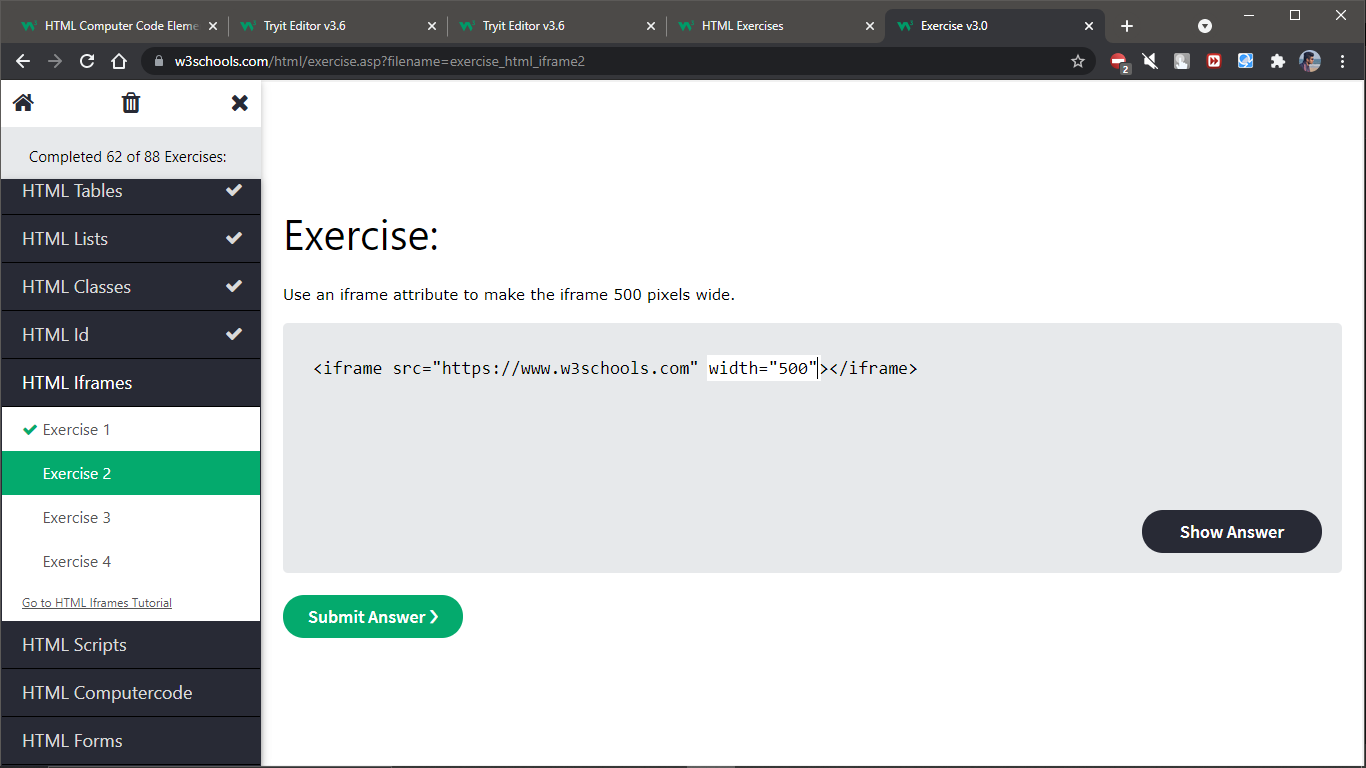 HTML Computer Code Eleme
Tryit Editor v3.6
Tryit Editor v3.6
HTML Exercises
Exercise v3.0
w3schools.com/html/exercise.asp?filename=exercise_html_iframe2
2
Completed 62 of 88 Exercises:
HTML Tables
HTML Lists
HTML Classes
HTML Id
HTML Iframes
Exercise 1
Exercise 2
Exercise 3
Exercise 4
Go to HTML Iframes Tutorial
HTML Scripts
HTML Computercode
HTML Forms
Exercise:
Use an iframe attribute to make the iframe 500 pixels wide.
<iframe src="https://www.w3schools.com" width="500"></iframe>
Show Answer
Submit Answer ❯